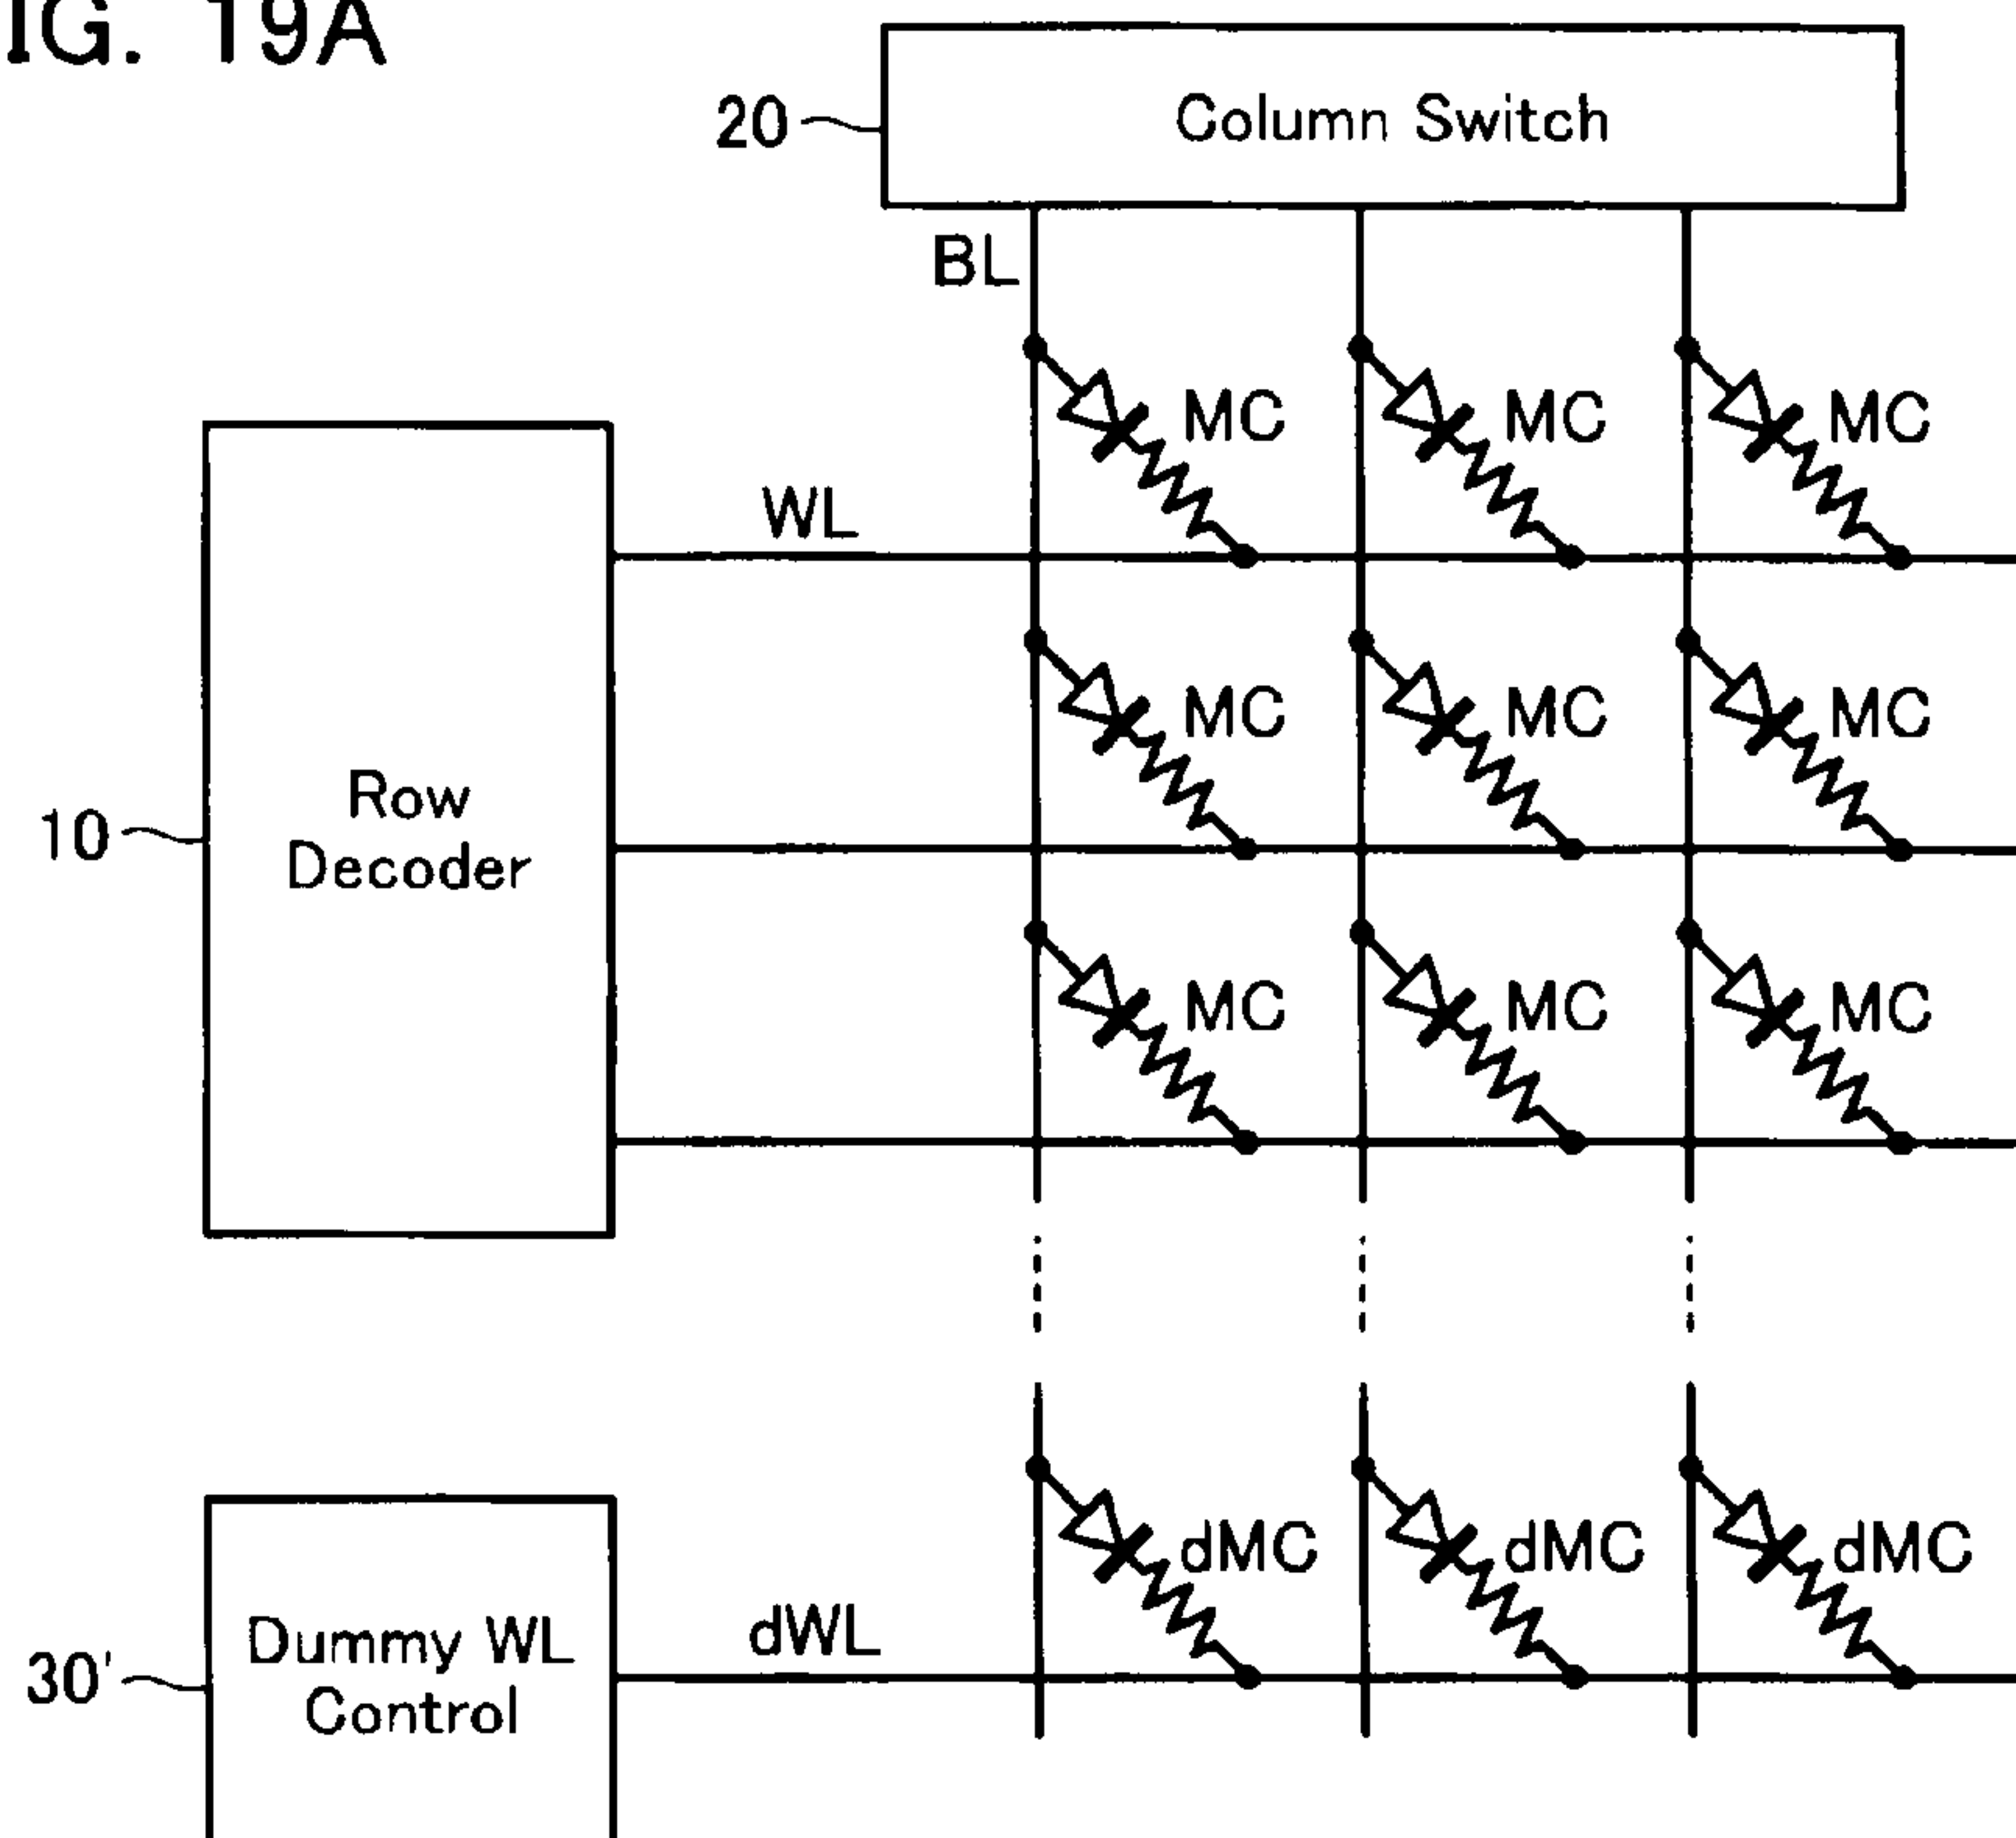 IG. 19A
20
Column Switch
BL
MC MC MC
WL
MC MC MC
10
Row
Decoder
MC MC MC
dMC dMC dMC
dWL
30'
Dummy WL
Control